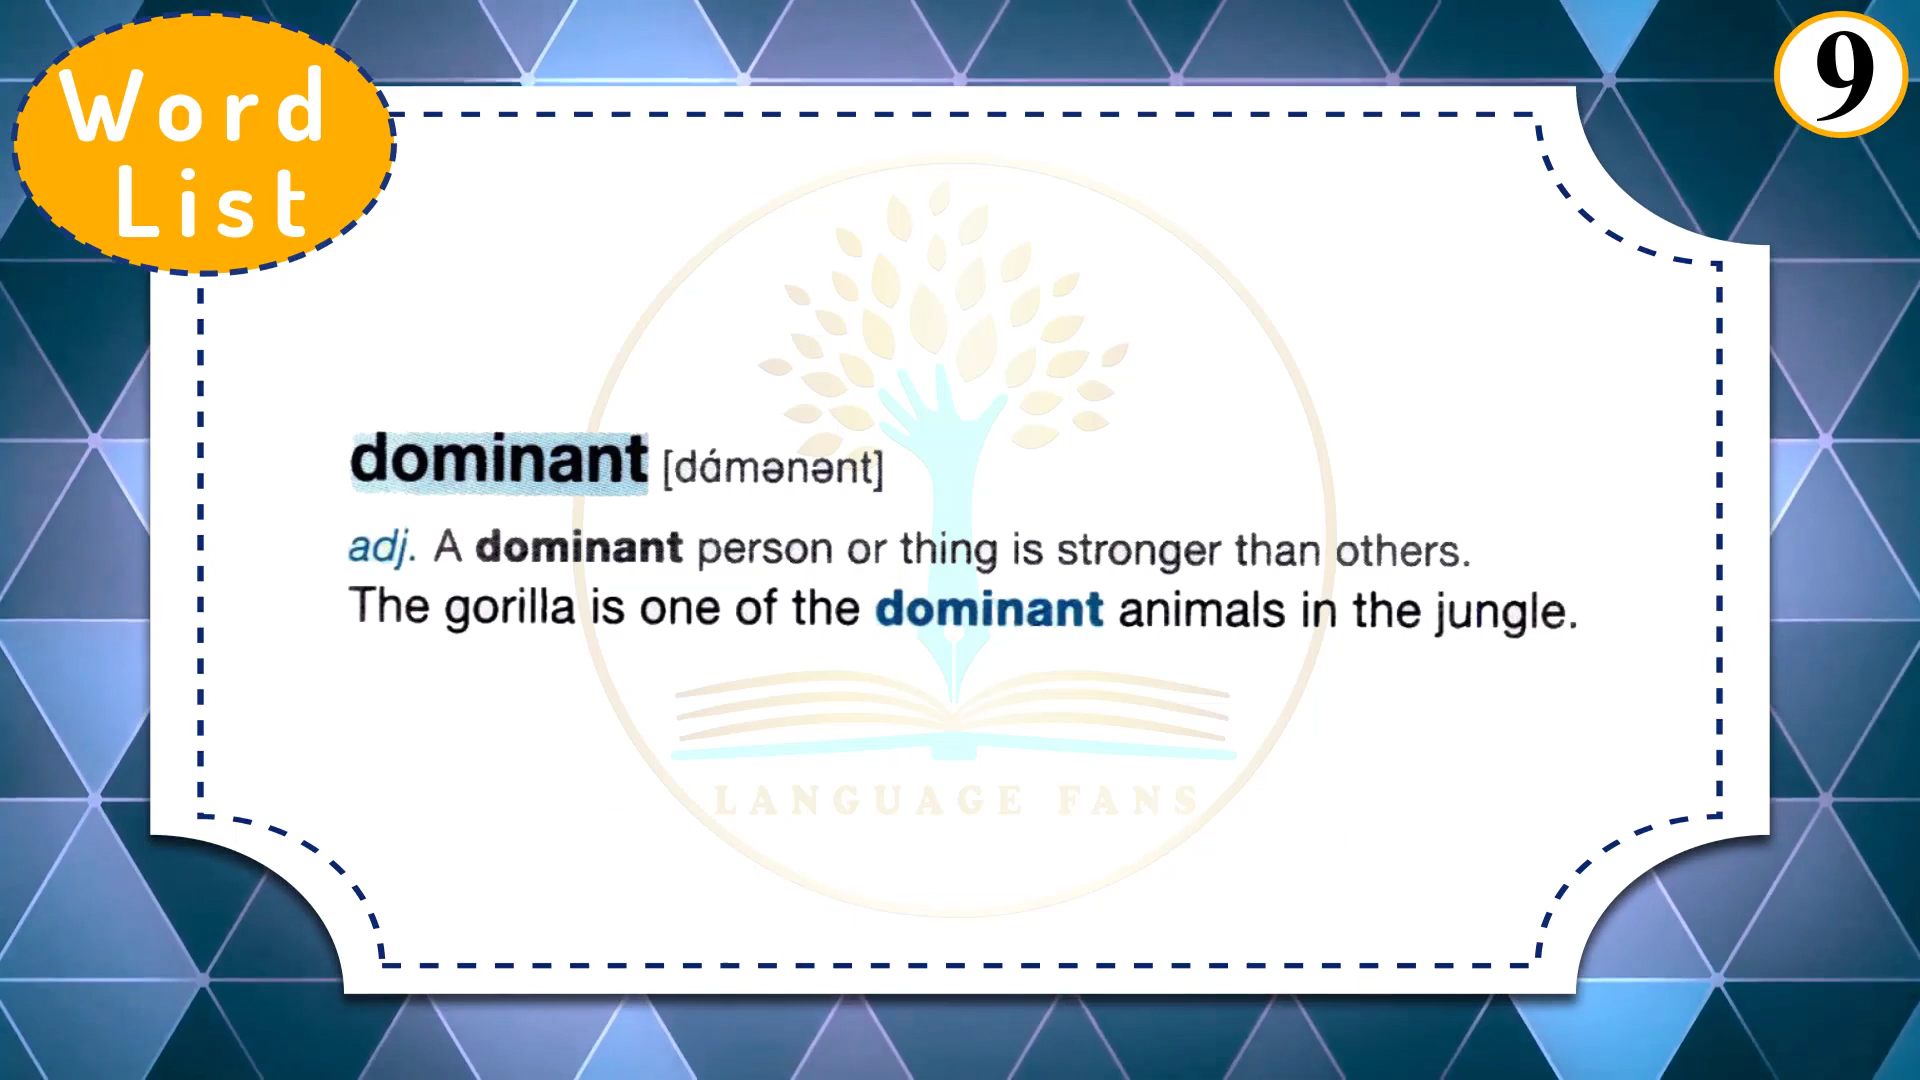 Word
List
9
dominant [dάmənənt]
adj. A dominant person or thing is stronger than others.
The gorilla is one of the dominant animals in the jungle.
LANGUAGE FANS